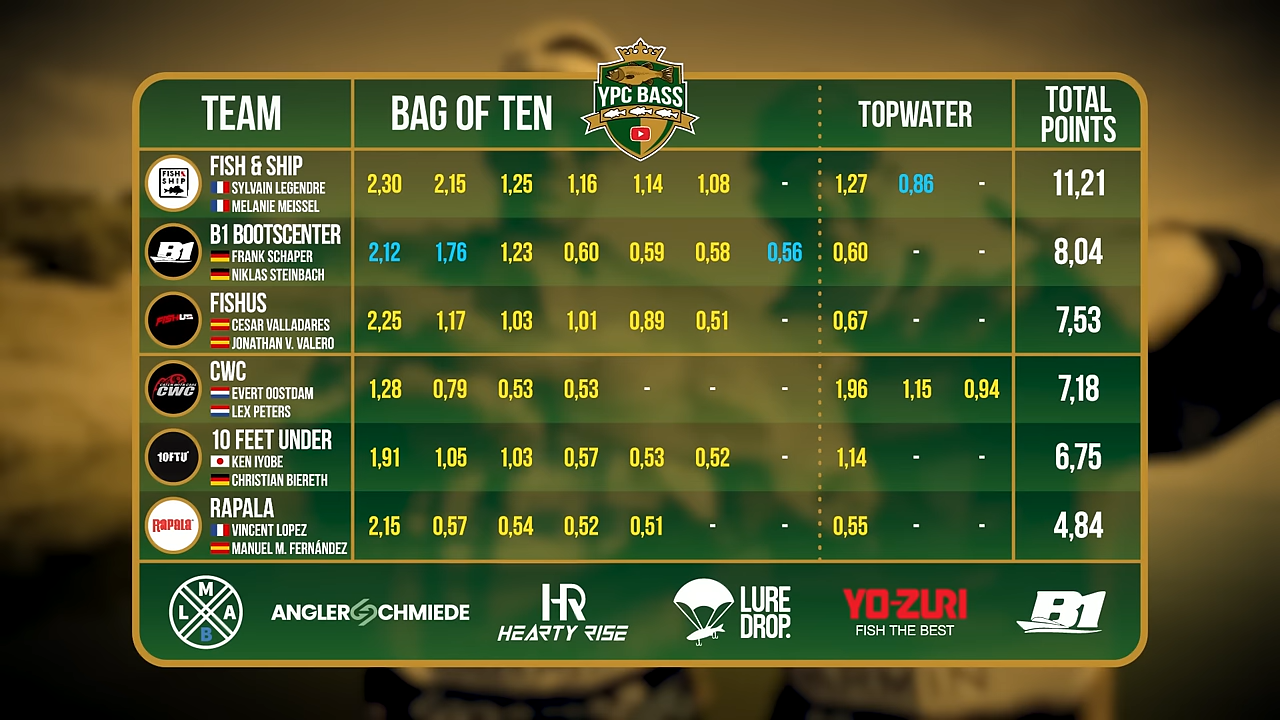 TEAM BAG OF TEN YPC BASS TOPWATER TOTAL POINTS
FISH & SHIP
FISH & SHIP
SYLVAIN LEGENDRE
MELANIE MEISSEL
2,30 2,15 1,25 1,16 1,14 1,08 - 1,27 0,86 - 11,21
B1
B1 BOOTSCENTER
FRANK SCHAPER
NIKLAS STEINBACH
2,12 1,76 1,23 0,60 0,59 0,58 0,56 0,60 - - 8,04
FISHUS
FISHUS
CESAR VALLADARES
JONATHAN V. VALERO
2,25 1,17 1,03 1,01 0,89 0,51 - 0,67 - - 7,53
CWC
CWC
EVERT OOSTDAM
LEX PETERS
1,28 0,79 0,53 0,53 - - - 1,96 1,15 0,94 7,18
10FTU
10 FEET UNDER
KEN IYOBE
CHRISTIAN BIERETH
1,91 1,05 1,03 0,57 0,53 0,52 - 1,14 - - 6,75
RAPALA
RAPALA
VINCENT LOPEZ
MANUEL M. FERNÁNDEZ
2,15 0,57 0,54 0,52 0,51 - - 0,55 - - 4,84
LMAB
ANGLERSCHMIEDE
HR
HEARTY RISE
LURE
DROP.
YO-ZURI
FISH THE BEST
B1